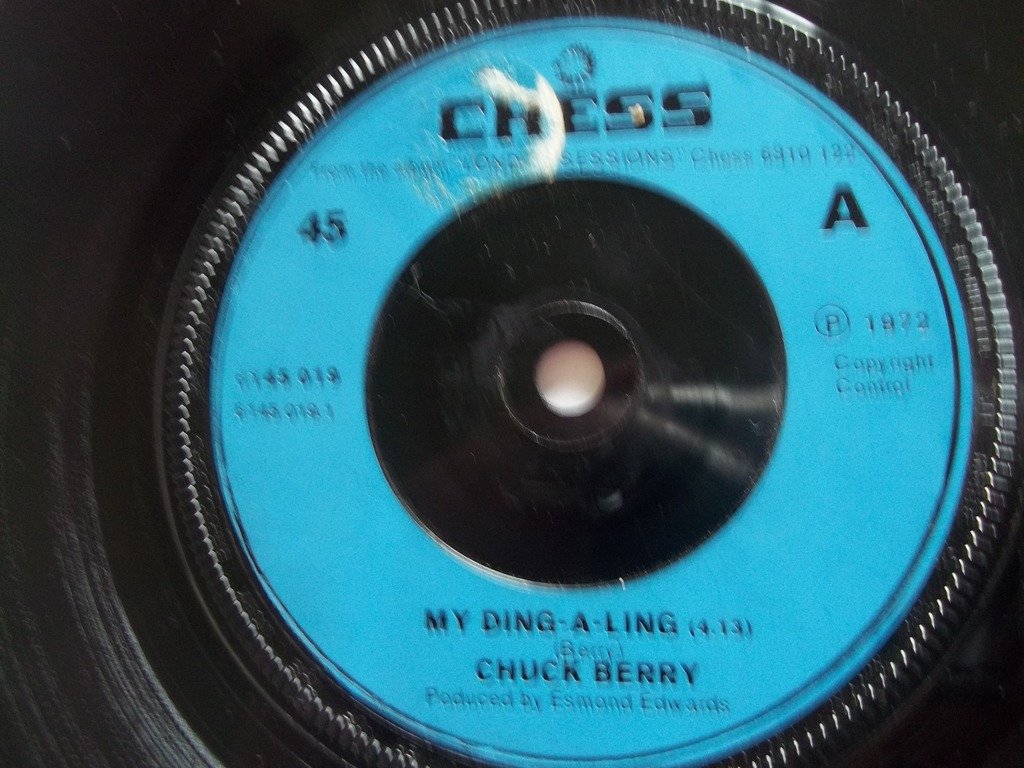 CHESS
from the album "LONDON SESSIONS" Chess 6310 122
45
A
Ⓟ 1972
6145 019
Copyright
6145 019.1
Control
MY DING-A-LING (4.13)
(Berry)
CHUCK BERRY
Produced by Esmond Edwards